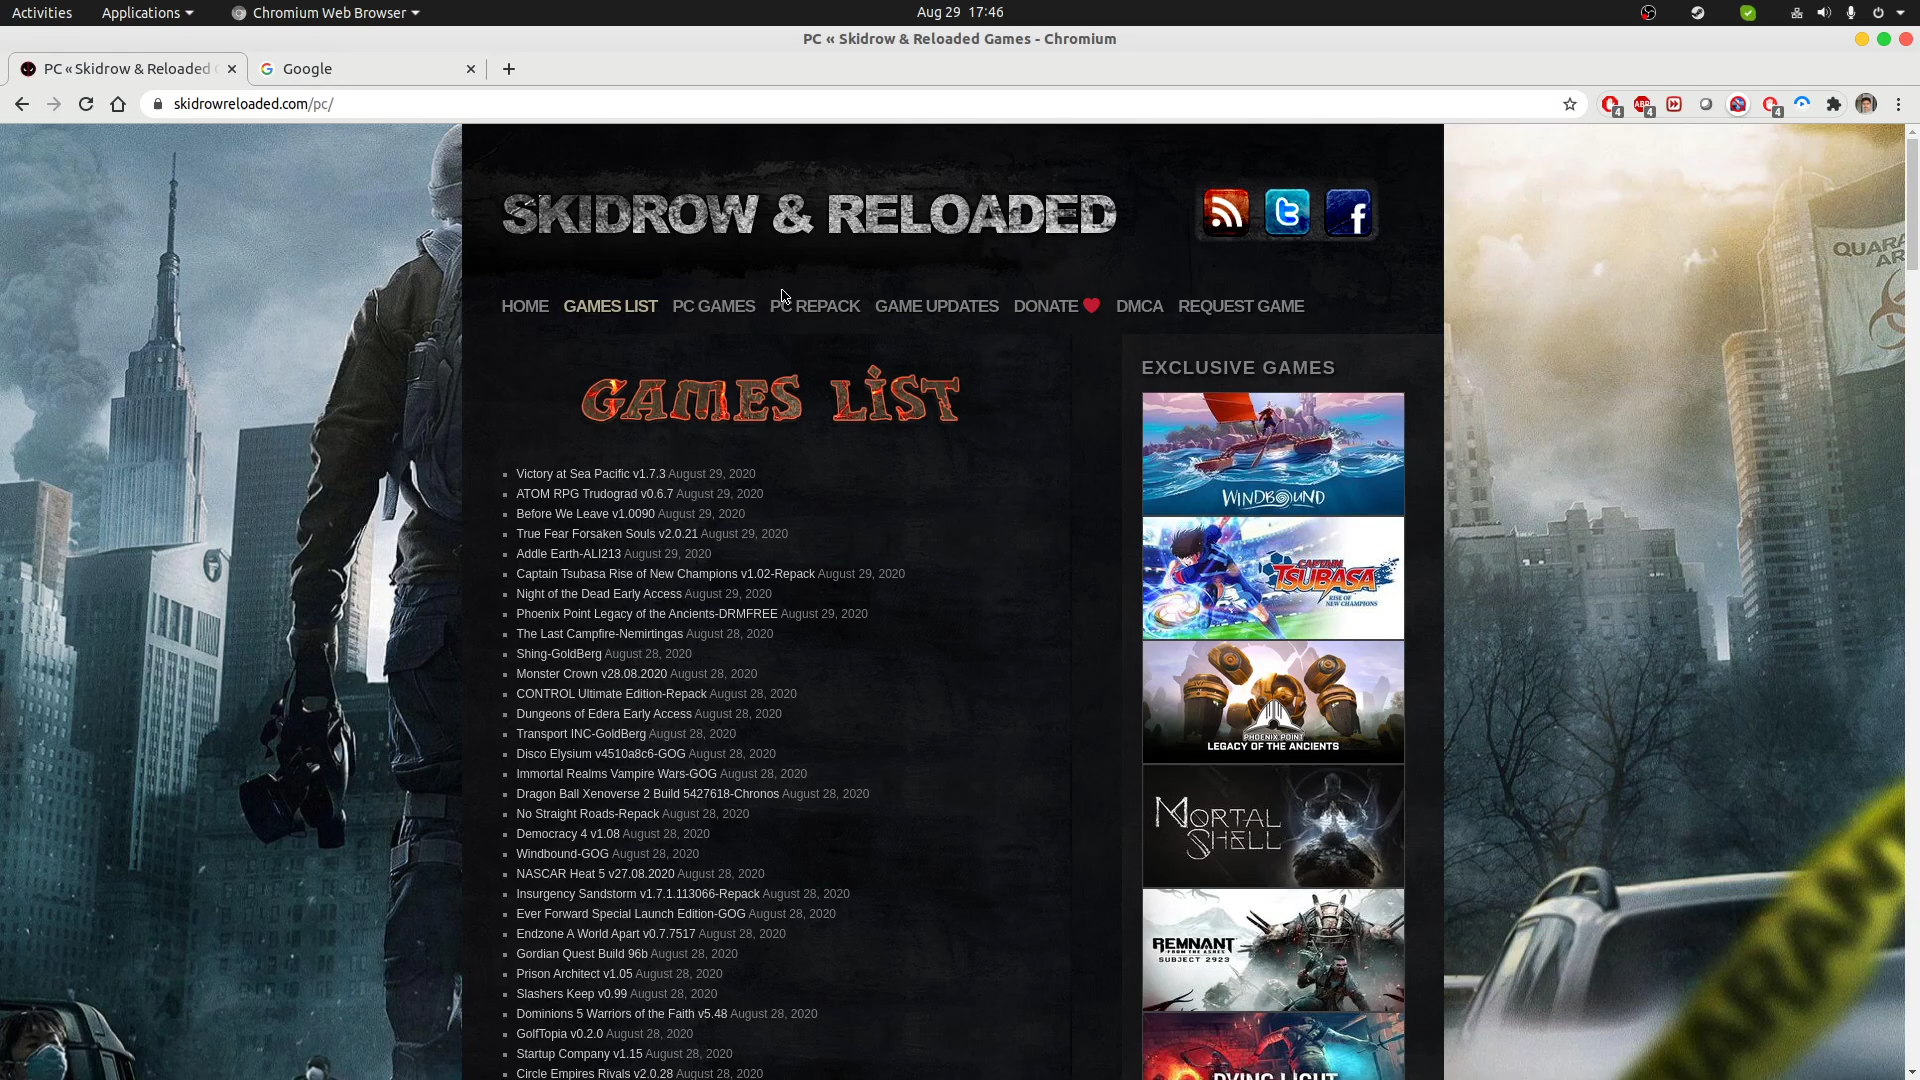 Activities Applications Chromium Web Browser Aug 29 17:46
PC « Skidrow & Reloaded Games - Chromium
PC « Skidrow & Reloaded Google
skidrowreloaded.com/pc/
4 ABP 4 4
SKIDROW & RELOADED
HOME GAMES LIST PC GAMES PC REPACK GAME UPDATES DONATE DMCA REQUEST GAME
GAMES LIST
Victory at Sea Pacific v1.7.3 August 29, 2020
ATOM RPG Trudograd v0.6.7 August 29, 2020
Before We Leave v1.0090 August 29, 2020
True Fear Forsaken Souls v2.0.21 August 29, 2020
Addle Earth-ALI213 August 29, 2020
Captain Tsubasa Rise of New Champions v1.02-Repack August 29, 2020
Night of the Dead Early Access August 29, 2020
Phoenix Point Legacy of the Ancients-DRMFREE August 29, 2020
The Last Campfire-Nemirtingas August 28, 2020
Shing-GoldBerg August 28, 2020
Monster Crown v28.08.2020 August 28, 2020
CONTROL Ultimate Edition-Repack August 28, 2020
Dungeons of Edera Early Access August 28, 2020
Transport INC-GoldBerg August 28, 2020
Disco Elysium v4510a8c6-GOG August 28, 2020
Immortal Realms Vampire Wars-GOG August 28, 2020
Dragon Ball Xenoverse 2 Build 5427618-Chronos August 28, 2020
No Straight Roads-Repack August 28, 2020
Democracy 4 v1.08 August 28, 2020
Windbound-GOG August 28, 2020
NASCAR Heat 5 v27.08.2020 August 28, 2020
Insurgency Sandstorm v1.7.1.113066-Repack August 28, 2020
Ever Forward Special Launch Edition-GOG August 28, 2020
Endzone A World Apart v0.7.7517 August 28, 2020
Gordian Quest Build 96b August 28, 2020
Prison Architect v1.05 August 28, 2020
Slashers Keep v0.99 August 28, 2020
Dominions 5 Warriors of the Faith v5.48 August 28, 2020
GolfTopia v0.2.0 August 28, 2020
Startup Company v1.15 August 28, 2020
Circle Empires Rivals v2.0.28 August 28, 2020
EXCLUSIVE GAMES
WINDBOUND
CAPTAIN
TSUBASA
RISE OF
NEW CHAMPIONS
PHOENIX POINT
LEGACY OF THE ANCIENTS
MORTAL
SHELL
REMNANT
FROM THE ASHES
SUBJECT 2923
DYING LIGHT
QUARA
AR